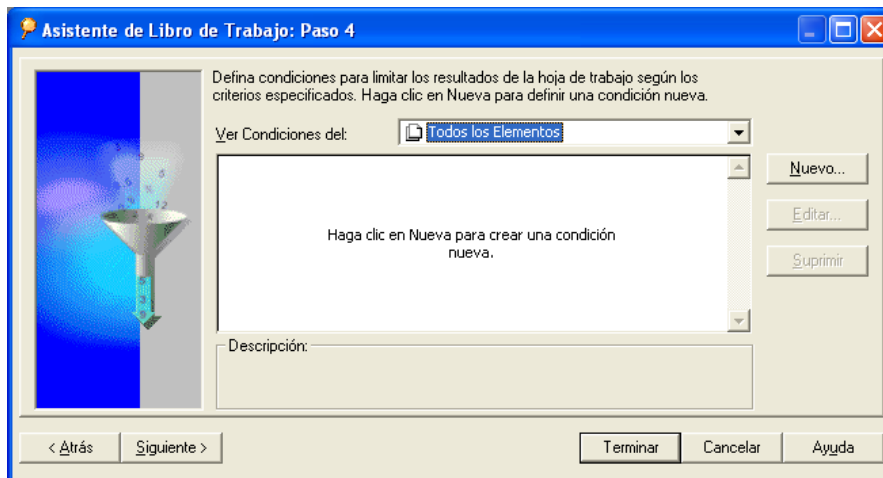 Asistente de Libro de Trabajo: Paso 4
Defina condiciones para limitar los resultados de la hoja de trabajo según los
criterios especificados. Haga clic en Nueva para definir una condición nueva.
Ver Condiciones del:
Todos los Elementos
Nuevo...
Editar...
Suprimir
Haga clic en Nueva para crear una condición
nueva.
Descripción:
< Atrás
Siguiente >
Terminar
Cancelar
Ayuda